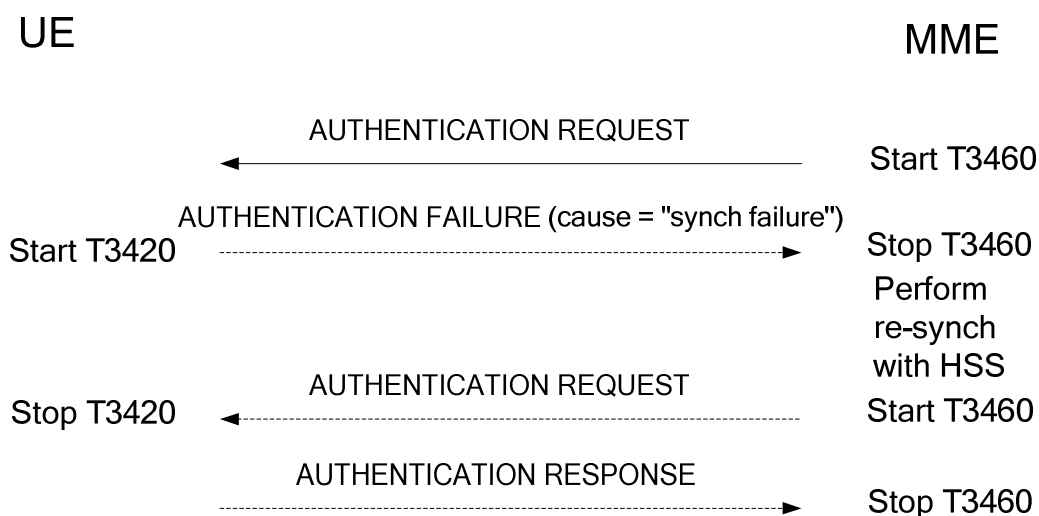 UE
MME
AUTHENTICATION REQUEST
Start T3460
AUTHENTICATION FAILURE (cause = "synch failure")
Start T3420
Stop T3460
Perform
re-synch
with HSS
AUTHENTICATION REQUEST
Stop T3420
Start T3460
AUTHENTICATION RESPONSE
Stop T3460